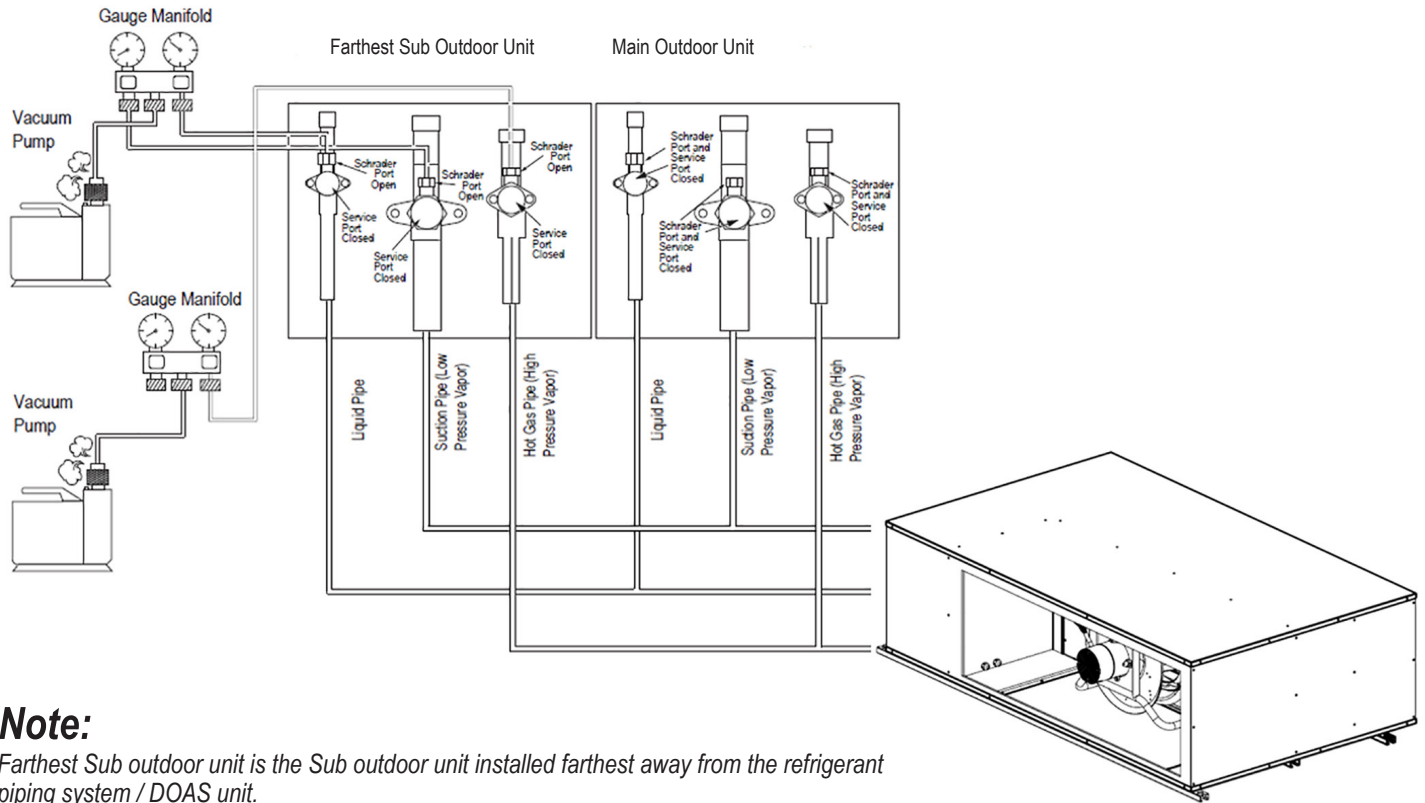 Gauge Manifold
Farthest Sub Outdoor Unit
Main Outdoor Unit
Vacuum
Pump
Schrader
Port
Open
Service
Port
Closed
Schrader
Port
Open
Service
Port
Closed
Schrader
Port
Open
Service
Port
Closed
Schrader
Port and
Service
Port
Closed
Schrader
Port and
Service
Port
Closed
Schrader
Port and
Service
Port
Closed
Gauge Manifold
Vacuum
Pump
Liquid Pipe
Suction Pipe (Low
Pressure Vapor)
Hot Gas Pipe (High
Pressure Vapor)
Liquid Pipe
Suction Pipe (Low
Pressure Vapor)
Hot Gas Pipe (High
Pressure Vapor)
Note:
Farthest Sub outdoor unit is the Sub outdoor unit installed farthest away from the refrigerant
piping system / DOAS unit.